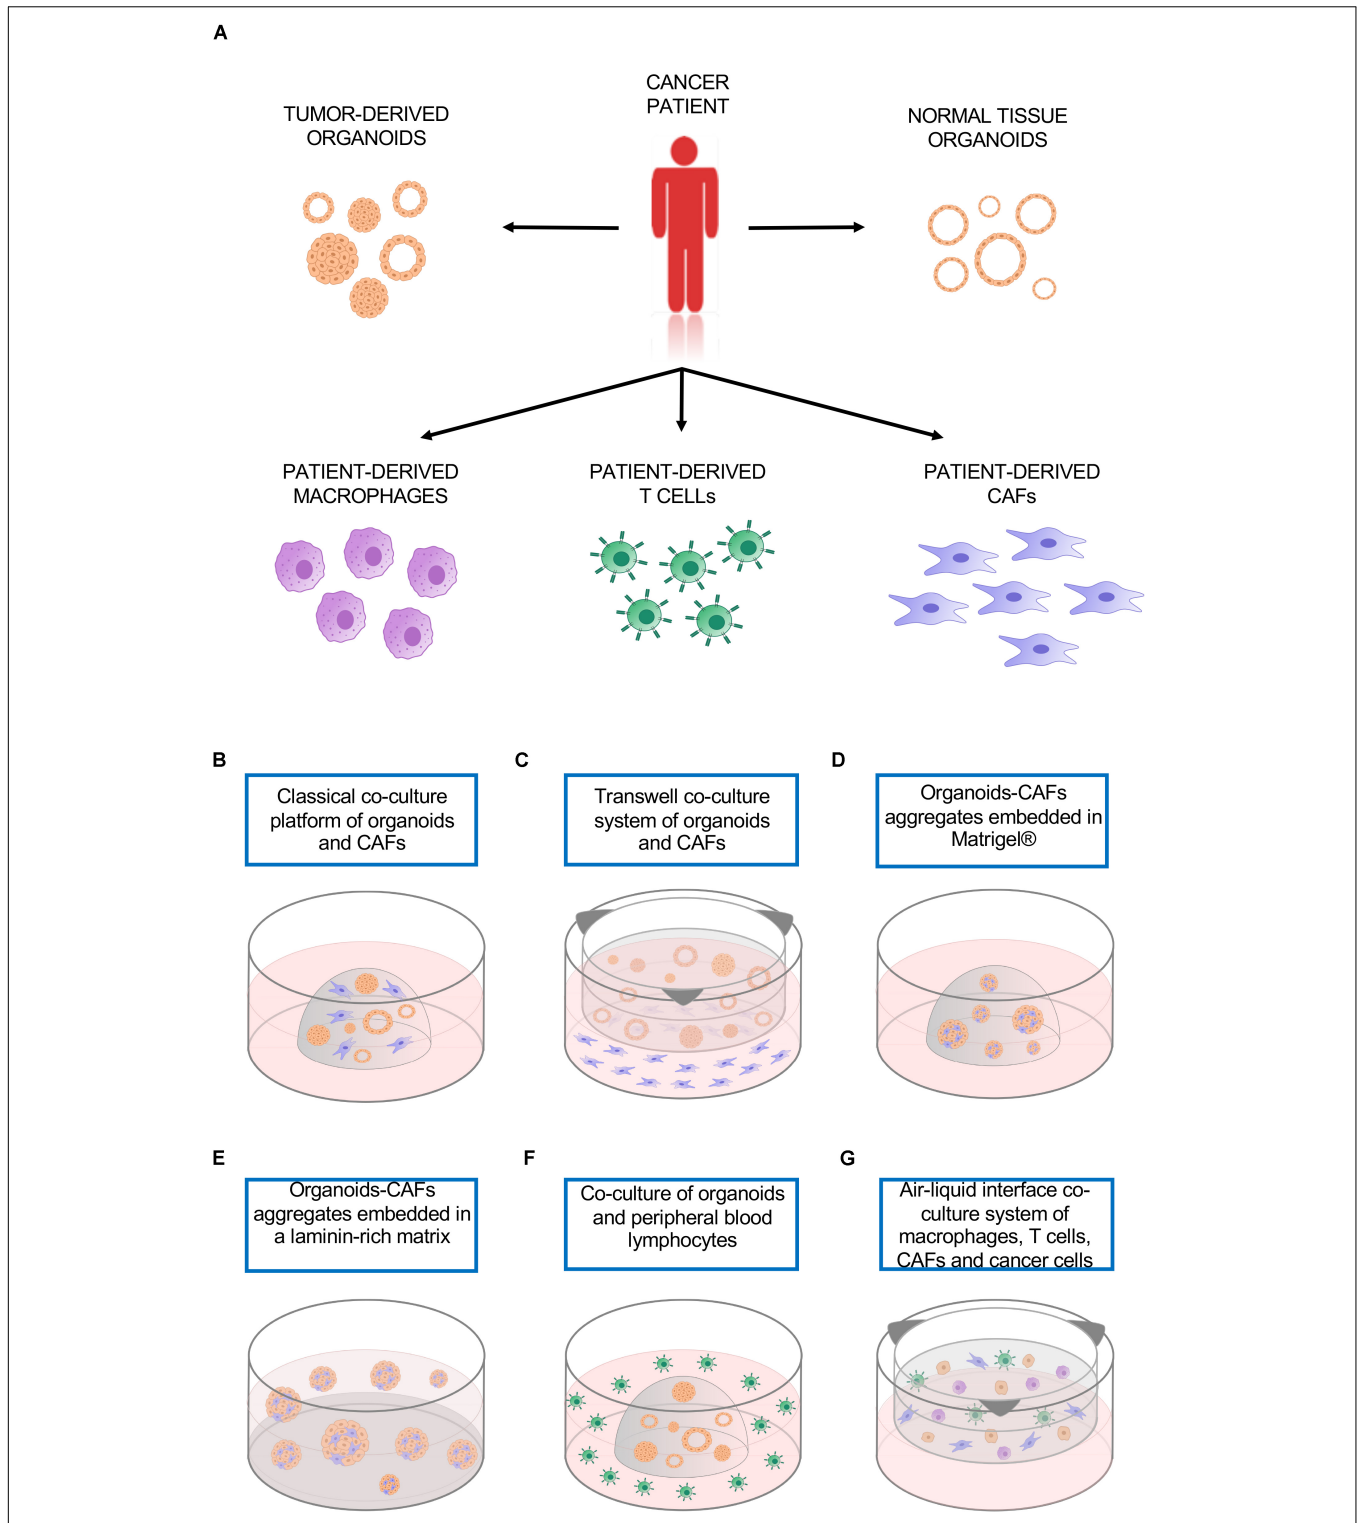 A
CANCER
PATIENT
TUMOR-DERIVED
ORGANOIDS
NORMAL TISSUE
ORGANOIDS
PATIENT-DERIVED
MACROPHAGES
PATIENT-DERIVED
T CELLs
PATIENT-DERIVED
CAFs
B
Classical co-culture
platform of organoids
and CAFs
C
Transwell co-culture
system of organoids
and CAFs
D
Organoids-CAFs
aggregates embedded in
Matrigel®
E
Organoids-CAFs
aggregates embedded in
a laminin-rich matrix
F
Co-culture of organoids
and peripheral blood
lymphocytes
G
Air-liquid interface co-
culture system of
macrophages, T cells,
CAFs and cancer cells